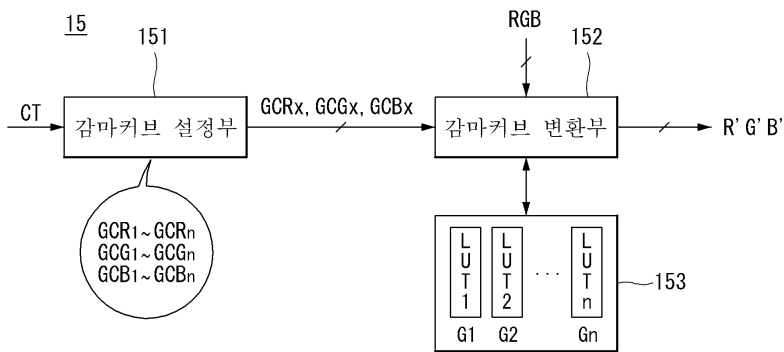 15
151
RGB
152
CT
감마커브 설정부
GCRx, GCGx, GCBx
감마커브 변환부
R'G'B'
GCR1~GCRn
GCG1~GCGn
GCB1~GCBn
LUT1
LUT2
...
LUTn
153
G1
G2
Gn